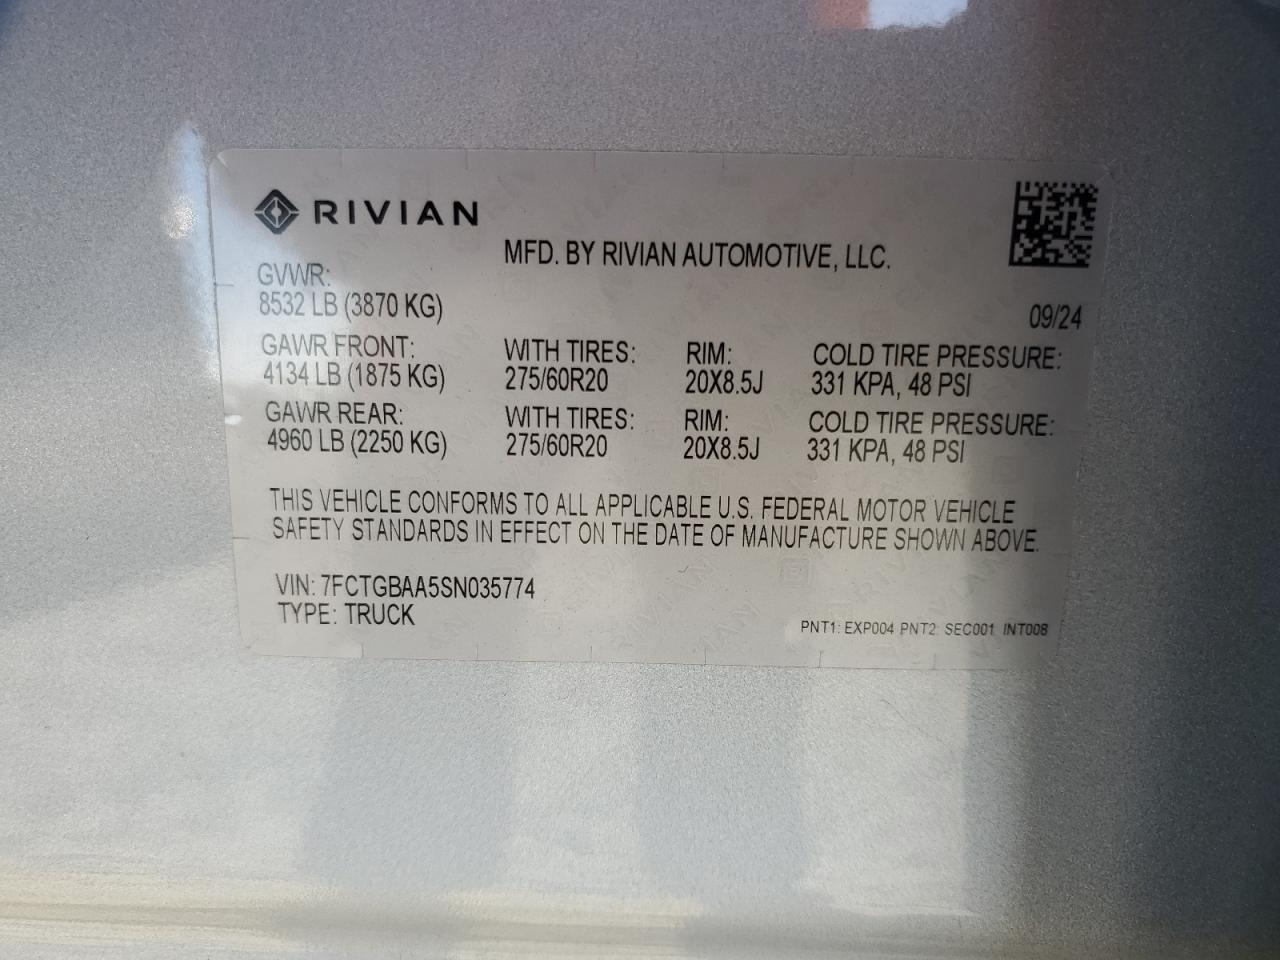 RIVIAN
MFD. BY RIVIAN AUTOMOTIVE, LLC.
GVWR:
8532 LB (3870 KG)
09/24
GAWR FRONT: WITH TIRES: RIM: COLD TIRE PRESSURE:
4134 LB (1875 KG) 275/60R20 20X8.5J 331 KPA, 48 PSI
GAWR REAR: WITH TIRES: RIM: COLD TIRE PRESSURE:
4960 LB (2250 KG) 275/60R20 20X8.5J 331 KPA, 48 PSI
THIS VEHICLE CONFORMS TO ALL APPLICABLE U.S. FEDERAL MOTOR VEHICLE
SAFETY STANDARDS IN EFFECT ON THE DATE OF MANUFACTURE SHOWN ABOVE.
VIN: 7FCTGBAA5SN035774
TYPE: TRUCK
PNT1: EXP004 PNT2: SEC001 INT008